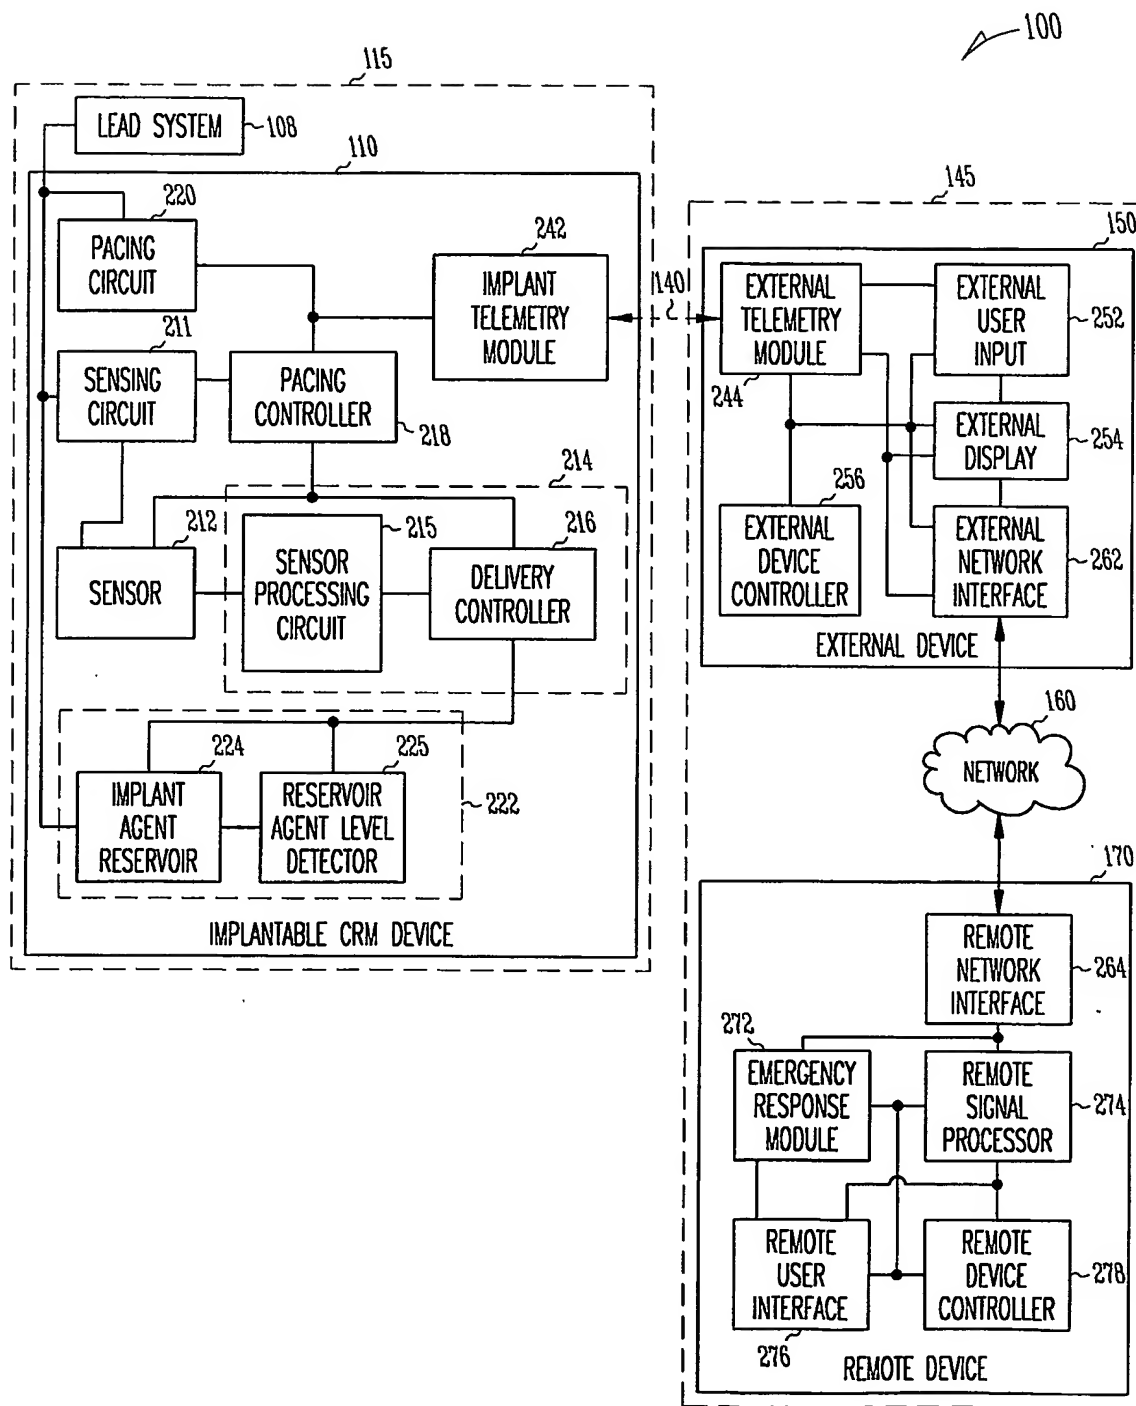 100
115
LEAD SYSTEM
108
110
220
PACING
CIRCUIT
242
IMPLANT
TELEMETRY
MODULE
211
SENSING
CIRCUIT
PACING
CONTROLLER
218
214
212
SENSOR
215
SENSOR
PROCESSING
CIRCUIT
216
DELIVERY
CONTROLLER
224
IMPLANT
AGENT
RESERVOIR
225
RESERVOIR
AGENT LEVEL
DETECTOR
222
IMPLANTABLE CRM DEVICE
140
145
150
EXTERNAL
TELEMETRY
MODULE
244
EXTERNAL
USER
INPUT
252
EXTERNAL
DISPLAY
254
256
EXTERNAL
DEVICE
CONTROLLER
EXTERNAL
NETWORK
INTERFACE
262
EXTERNAL DEVICE
160
NETWORK
170
REMOTE
NETWORK
INTERFACE
264
272
EMERGENCY
RESPONSE
MODULE
REMOTE
SIGNAL
PROCESSOR
274
REMOTE
USER
INTERFACE
276
REMOTE
DEVICE
CONTROLLER
278
REMOTE DEVICE